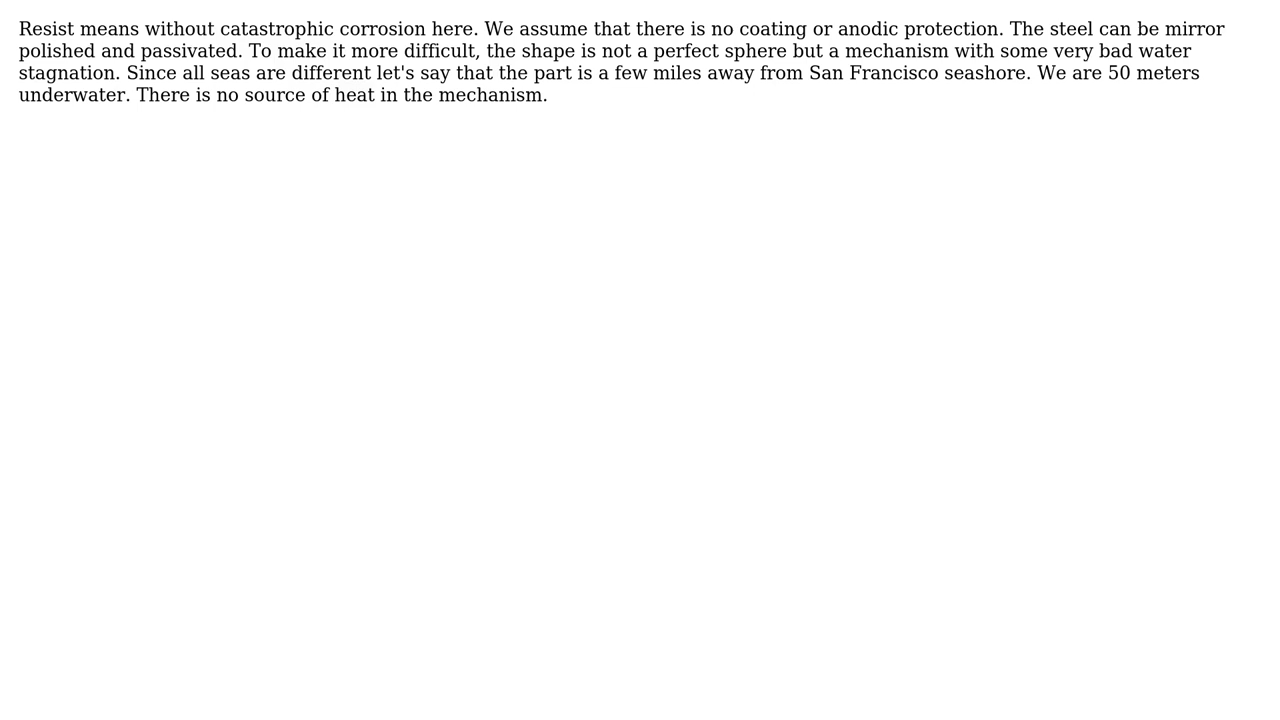 Resist means without catastrophic corrosion here. We assume that there is no coating or anodic protection. The steel can be mirror
polished and passivated. To make it more difficult, the shape is not a perfect sphere but a mechanism with some very bad water
stagnation. Since all seas are different let's say that the part is a few miles away from San Francisco seashore. We are 50 meters
underwater. There is no source of heat in the mechanism.